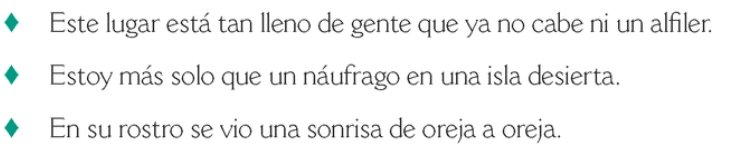 Este lugar está tan lleno de gente que ya no cabe ni un alfiler.
Estoy más solo que un náufrago en una isla desierta.
En su rostro se vio una sonrisa de oreja a oreja.